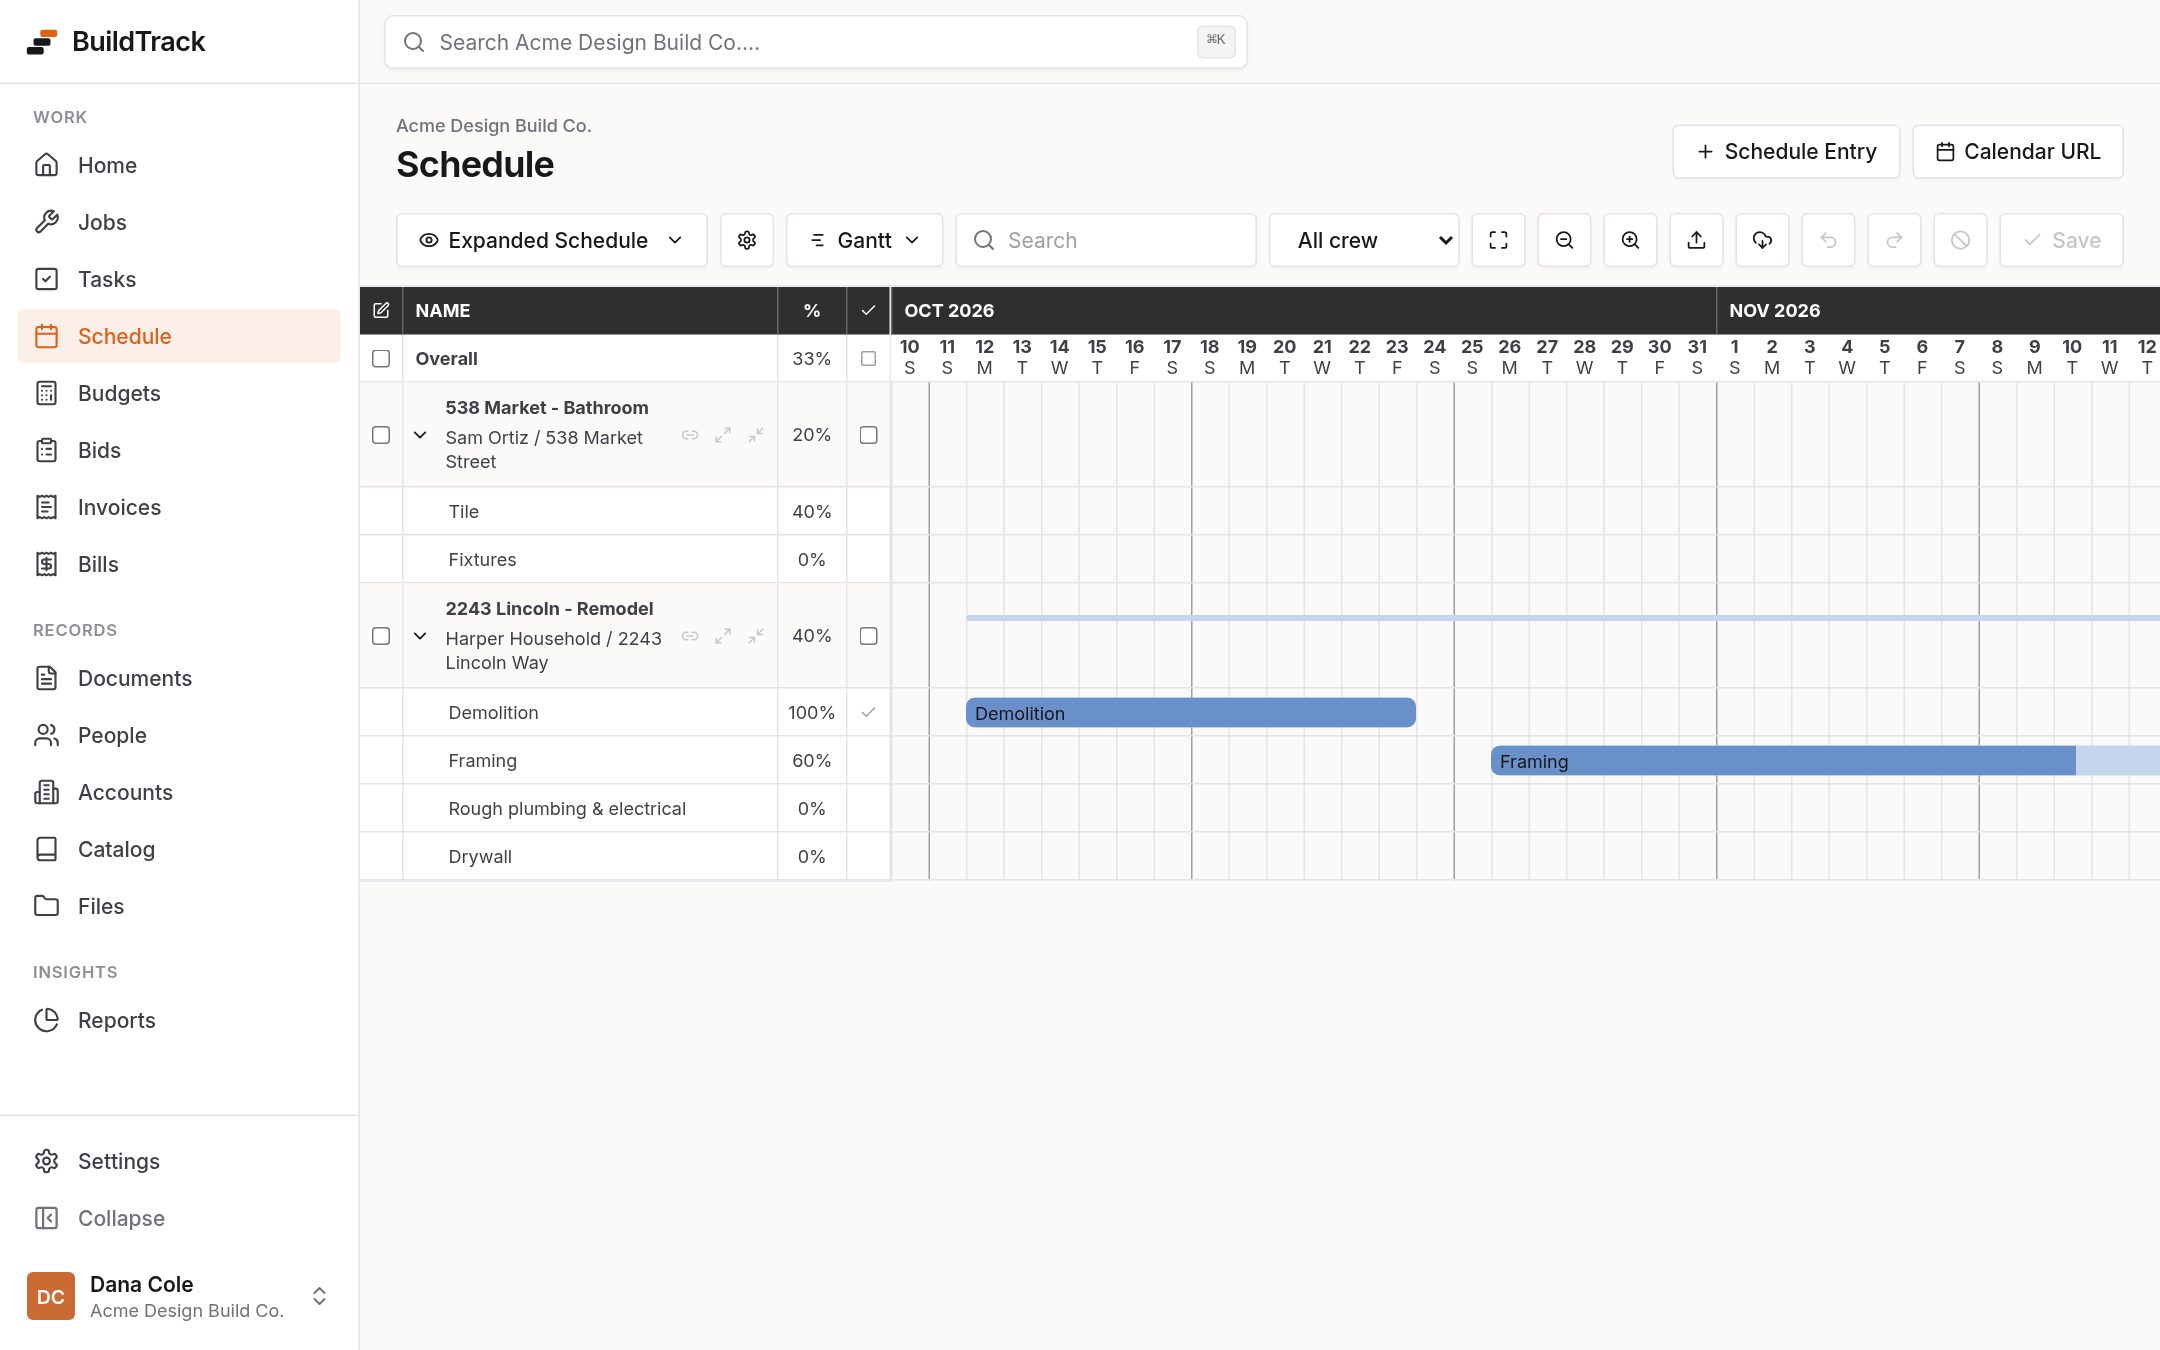 BuildTrack
Search Acme Design Build Co....
⌘K
WORK
Home
Jobs
Tasks
Schedule
Budgets
Bids
Invoices
Bills
RECORDS
Documents
People
Accounts
Catalog
Files
INSIGHTS
Reports
Settings
Collapse
DC
Dana Cole
Acme Design Build Co.
Acme Design Build Co.
Schedule
Schedule Entry
Calendar URL
Expanded Schedule
Gantt
Search
All crew
Save
NAME % OCT 2026 NOV 2026
Overall 33%
10 11 12 13 14 15 16 17 18 19 20 21 22 23 24 25 26 27 28 29 30 31 1 2 3 4 5 6 7 8 9 10 11 12
S S M T W T F S S M T W T F S S M T W T F S S M T W T F S S M T W T
538 Market - Bathroom
Sam Ortiz / 538 Market
Street
20%
Tile 40%
Fixtures 0%
2243 Lincoln - Remodel
Harper Household / 2243
Lincoln Way
40%
Demolition 100% Demolition
Framing 60% Framing
Rough plumbing & electrical 0%
Drywall 0%